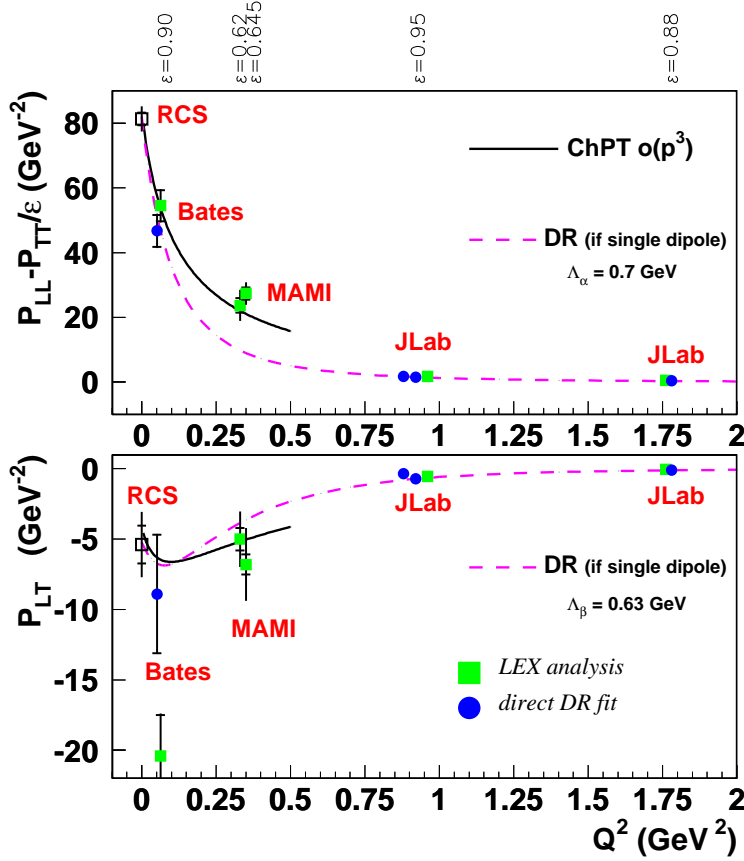 ε=0.90
ε=0.62
ε=0.645
ε=0.95
ε=0.88
P_LL-P_TT/ε (GeV^-2)
80
60
40
20
0
RCS
Bates
MAMI
JLab
JLab
ChPT o(p^3)
DR (if single dipole)
Λ_α = 0.7 GeV
0 0.25 0.5 0.75 1 1.25 1.5 1.75 2
P_LT (GeV^-2)
0
-5
-10
-15
-20
RCS
Bates
MAMI
JLab
JLab
DR (if single dipole)
Λ_β = 0.63 GeV
LEX analysis
direct DR fit
0 0.25 0.5 0.75 1 1.25 1.5 1.75 2
Q^2 (GeV^2)